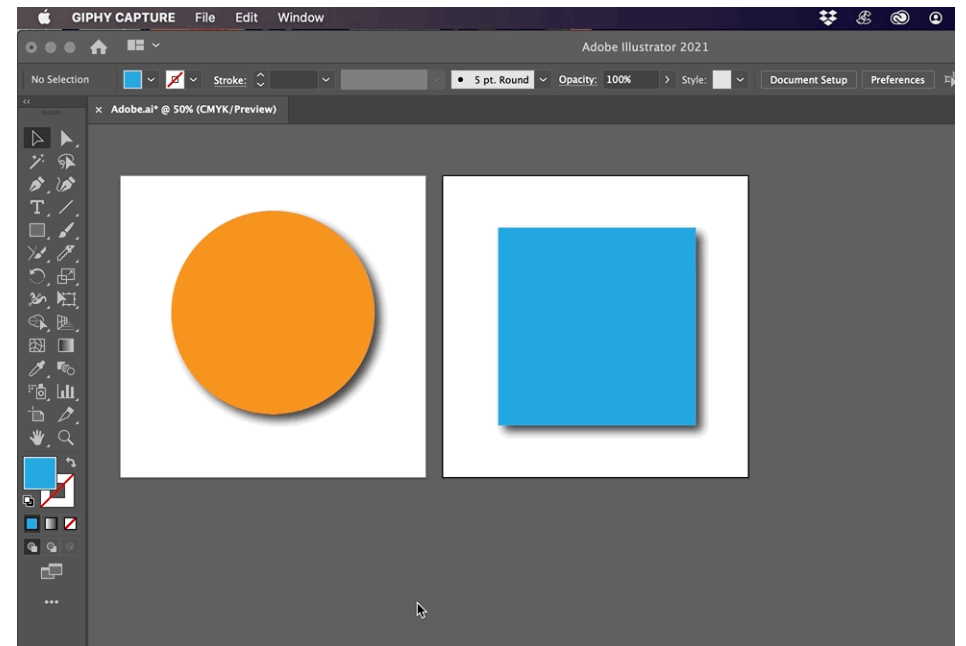 GIPHY CAPTURE File Edit Window
Adobe Illustrator 2021
No Selection Stroke: 5 pt. Round Opacity: 100% Style: Document Setup Preferences
× Adobe.ai* @ 50% (CMYK/Preview)